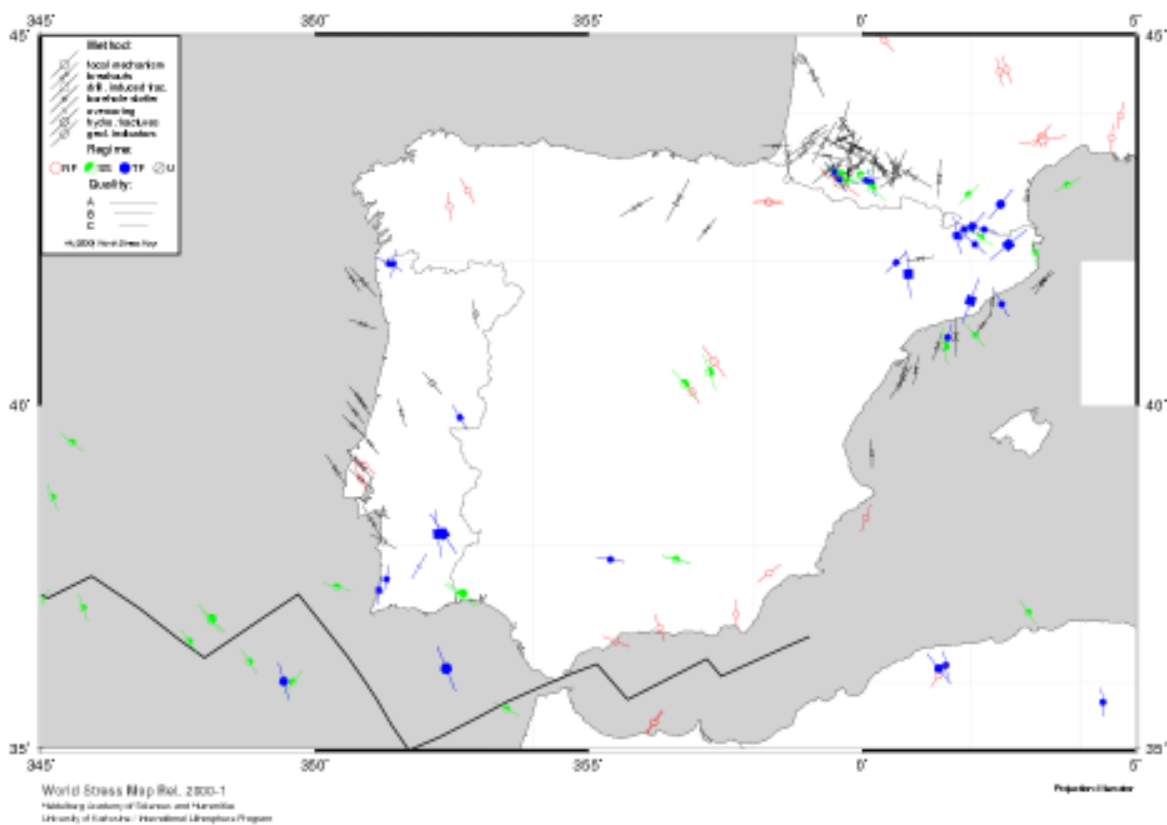 345° 350° 355° 0° 5°
45° 45°
Method:
focal mechanism
breakouts
drill. induced frac.
borehole slotter
overcoring
hydro. fractures
geol. indicators
Regime:
NF SS TF U
Quality:
A
B
C
40° 40°
35° 35°
345° 350° 355° 0° 5°
World Stress Map Rel. 2000-1
Heidelberg Academy of Sciences and Humanities
University of Karlsruhe / International Lithosphere Program
Projection: Mercator